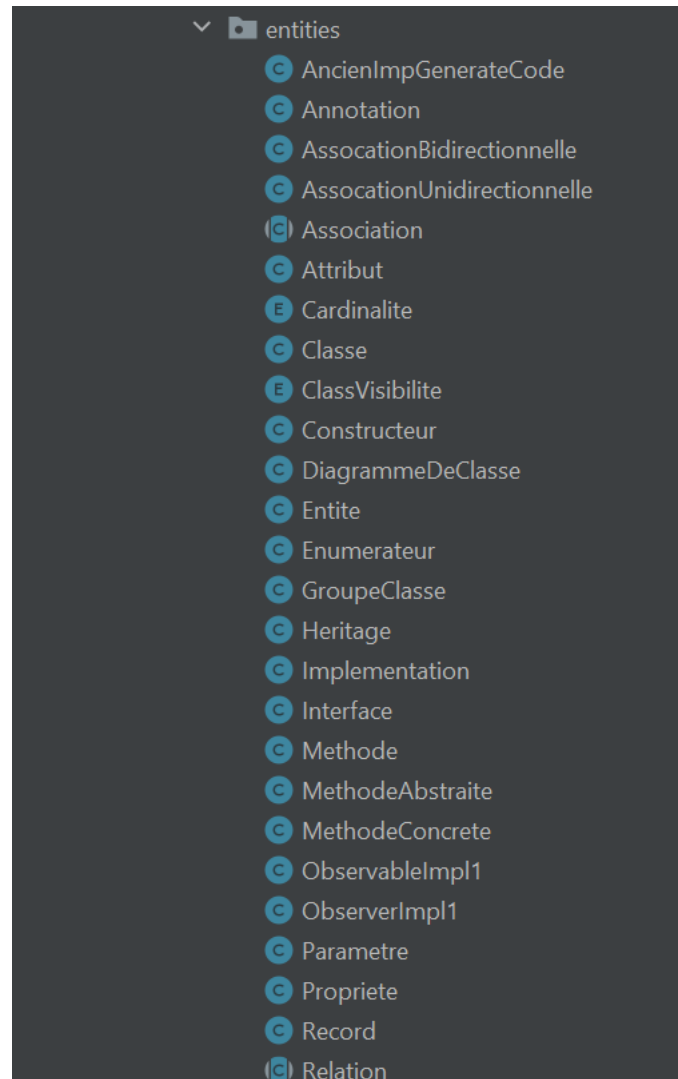 entities
AncienImpGenerateCode
Annotation
AssocationBidirectionnelle
AssocationUnidirectionnelle
Association
Attribut
Cardinalite
Classe
ClassVisibilite
Constructeur
DiagrammeDeClasse
Entite
Enumerateur
GroupeClasse
Heritage
Implementation
Interface
Methode
MethodeAbstraite
MethodeConcrete
ObservableImpl1
ObserverImpl1
Parametre
Propriete
Record
Relation